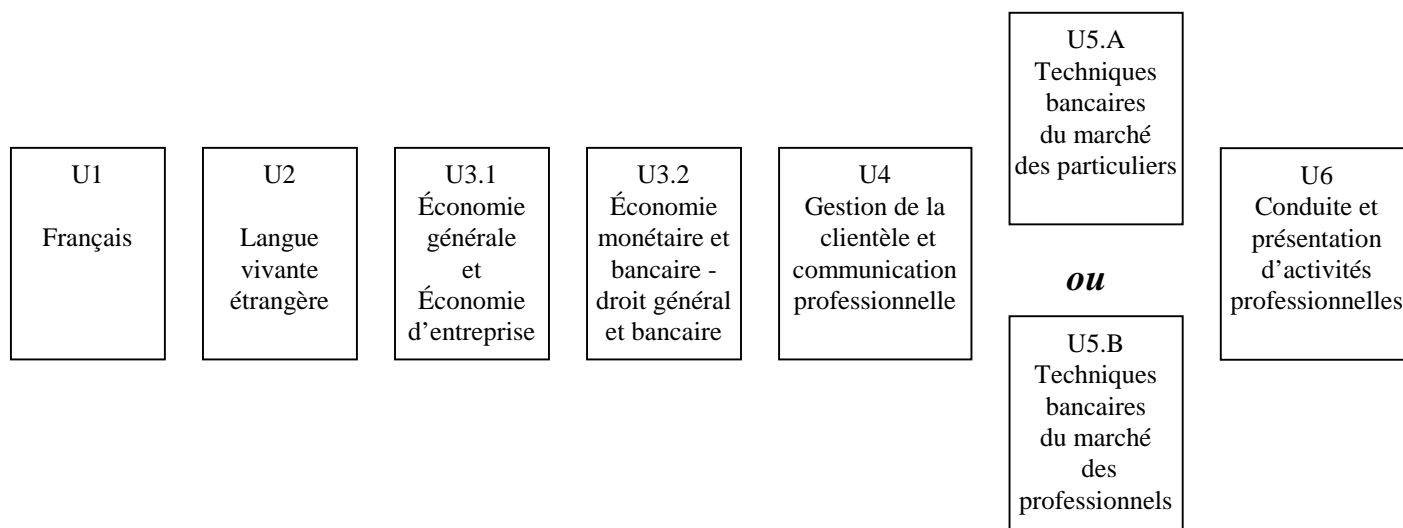 U1
Français
U2
Langue
vivante
étrangère
U3.1
Économie
générale
et
Économie
d'entreprise
U3.2
Économie
monétaire et
bancaire -
droit général
et bancaire
U4
Gestion de la
clientèle et
communication
professionnelle
U5.A
Techniques
bancaires
du marché
des particuliers
ou
U5.B
Techniques
bancaires
du marché
des
professionnels
U6
Conduite et
présentation
d'activités
professionnelles